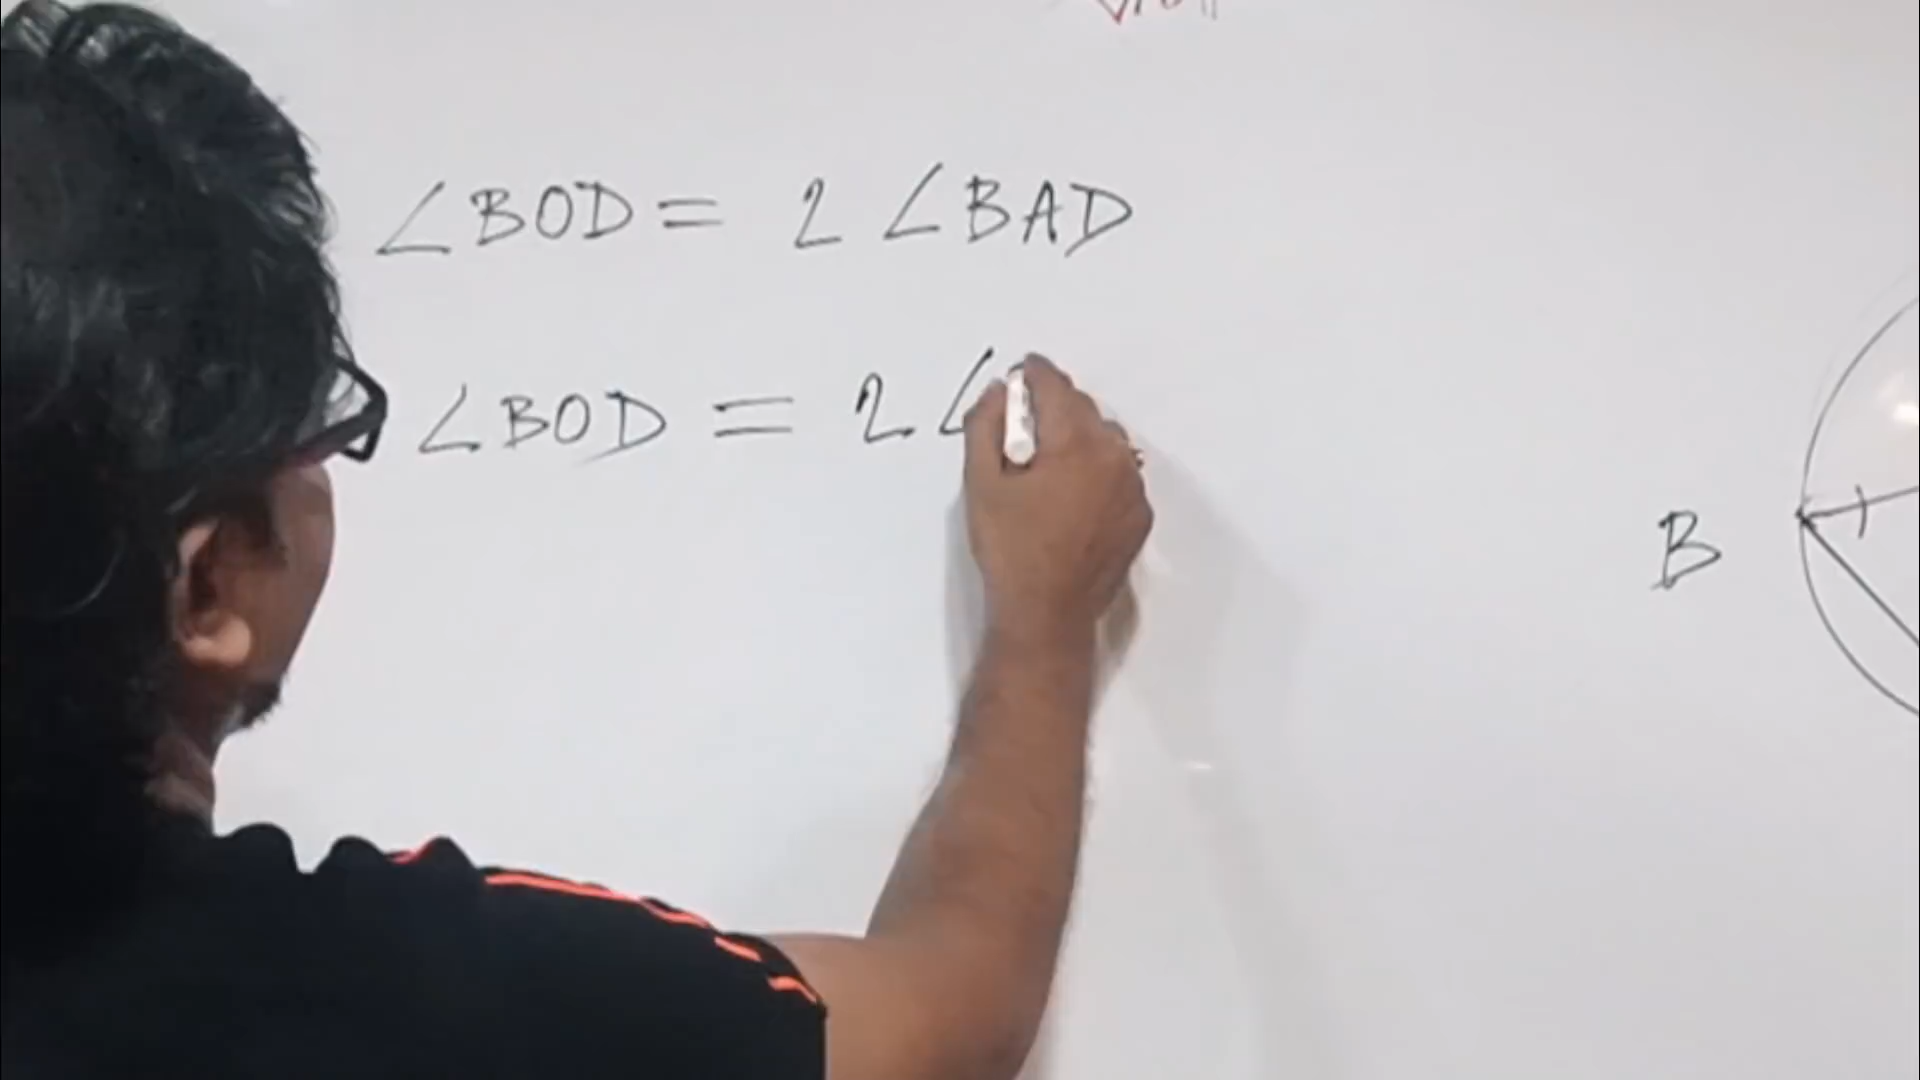 ∠BOD = 2 ∠BAD
∠BOD = 2 ∠
B